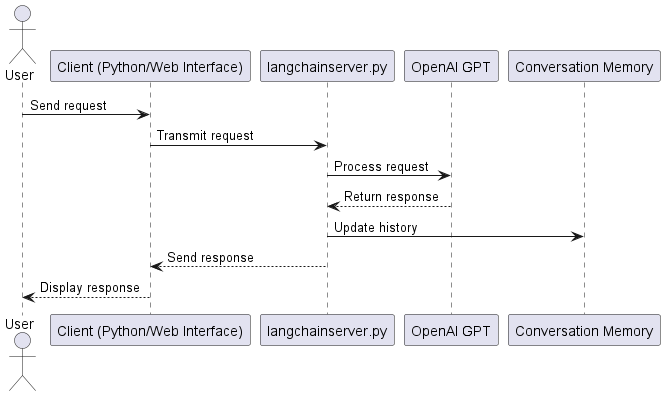 User
Client (Python/Web Interface)
langchainserver.py
OpenAI GPT
Conversation Memory
Send request
Transmit request
Process request
Return response
Update history
Send response
Display response
User
Client (Python/Web Interface)
langchainserver.py
OpenAI GPT
Conversation Memory